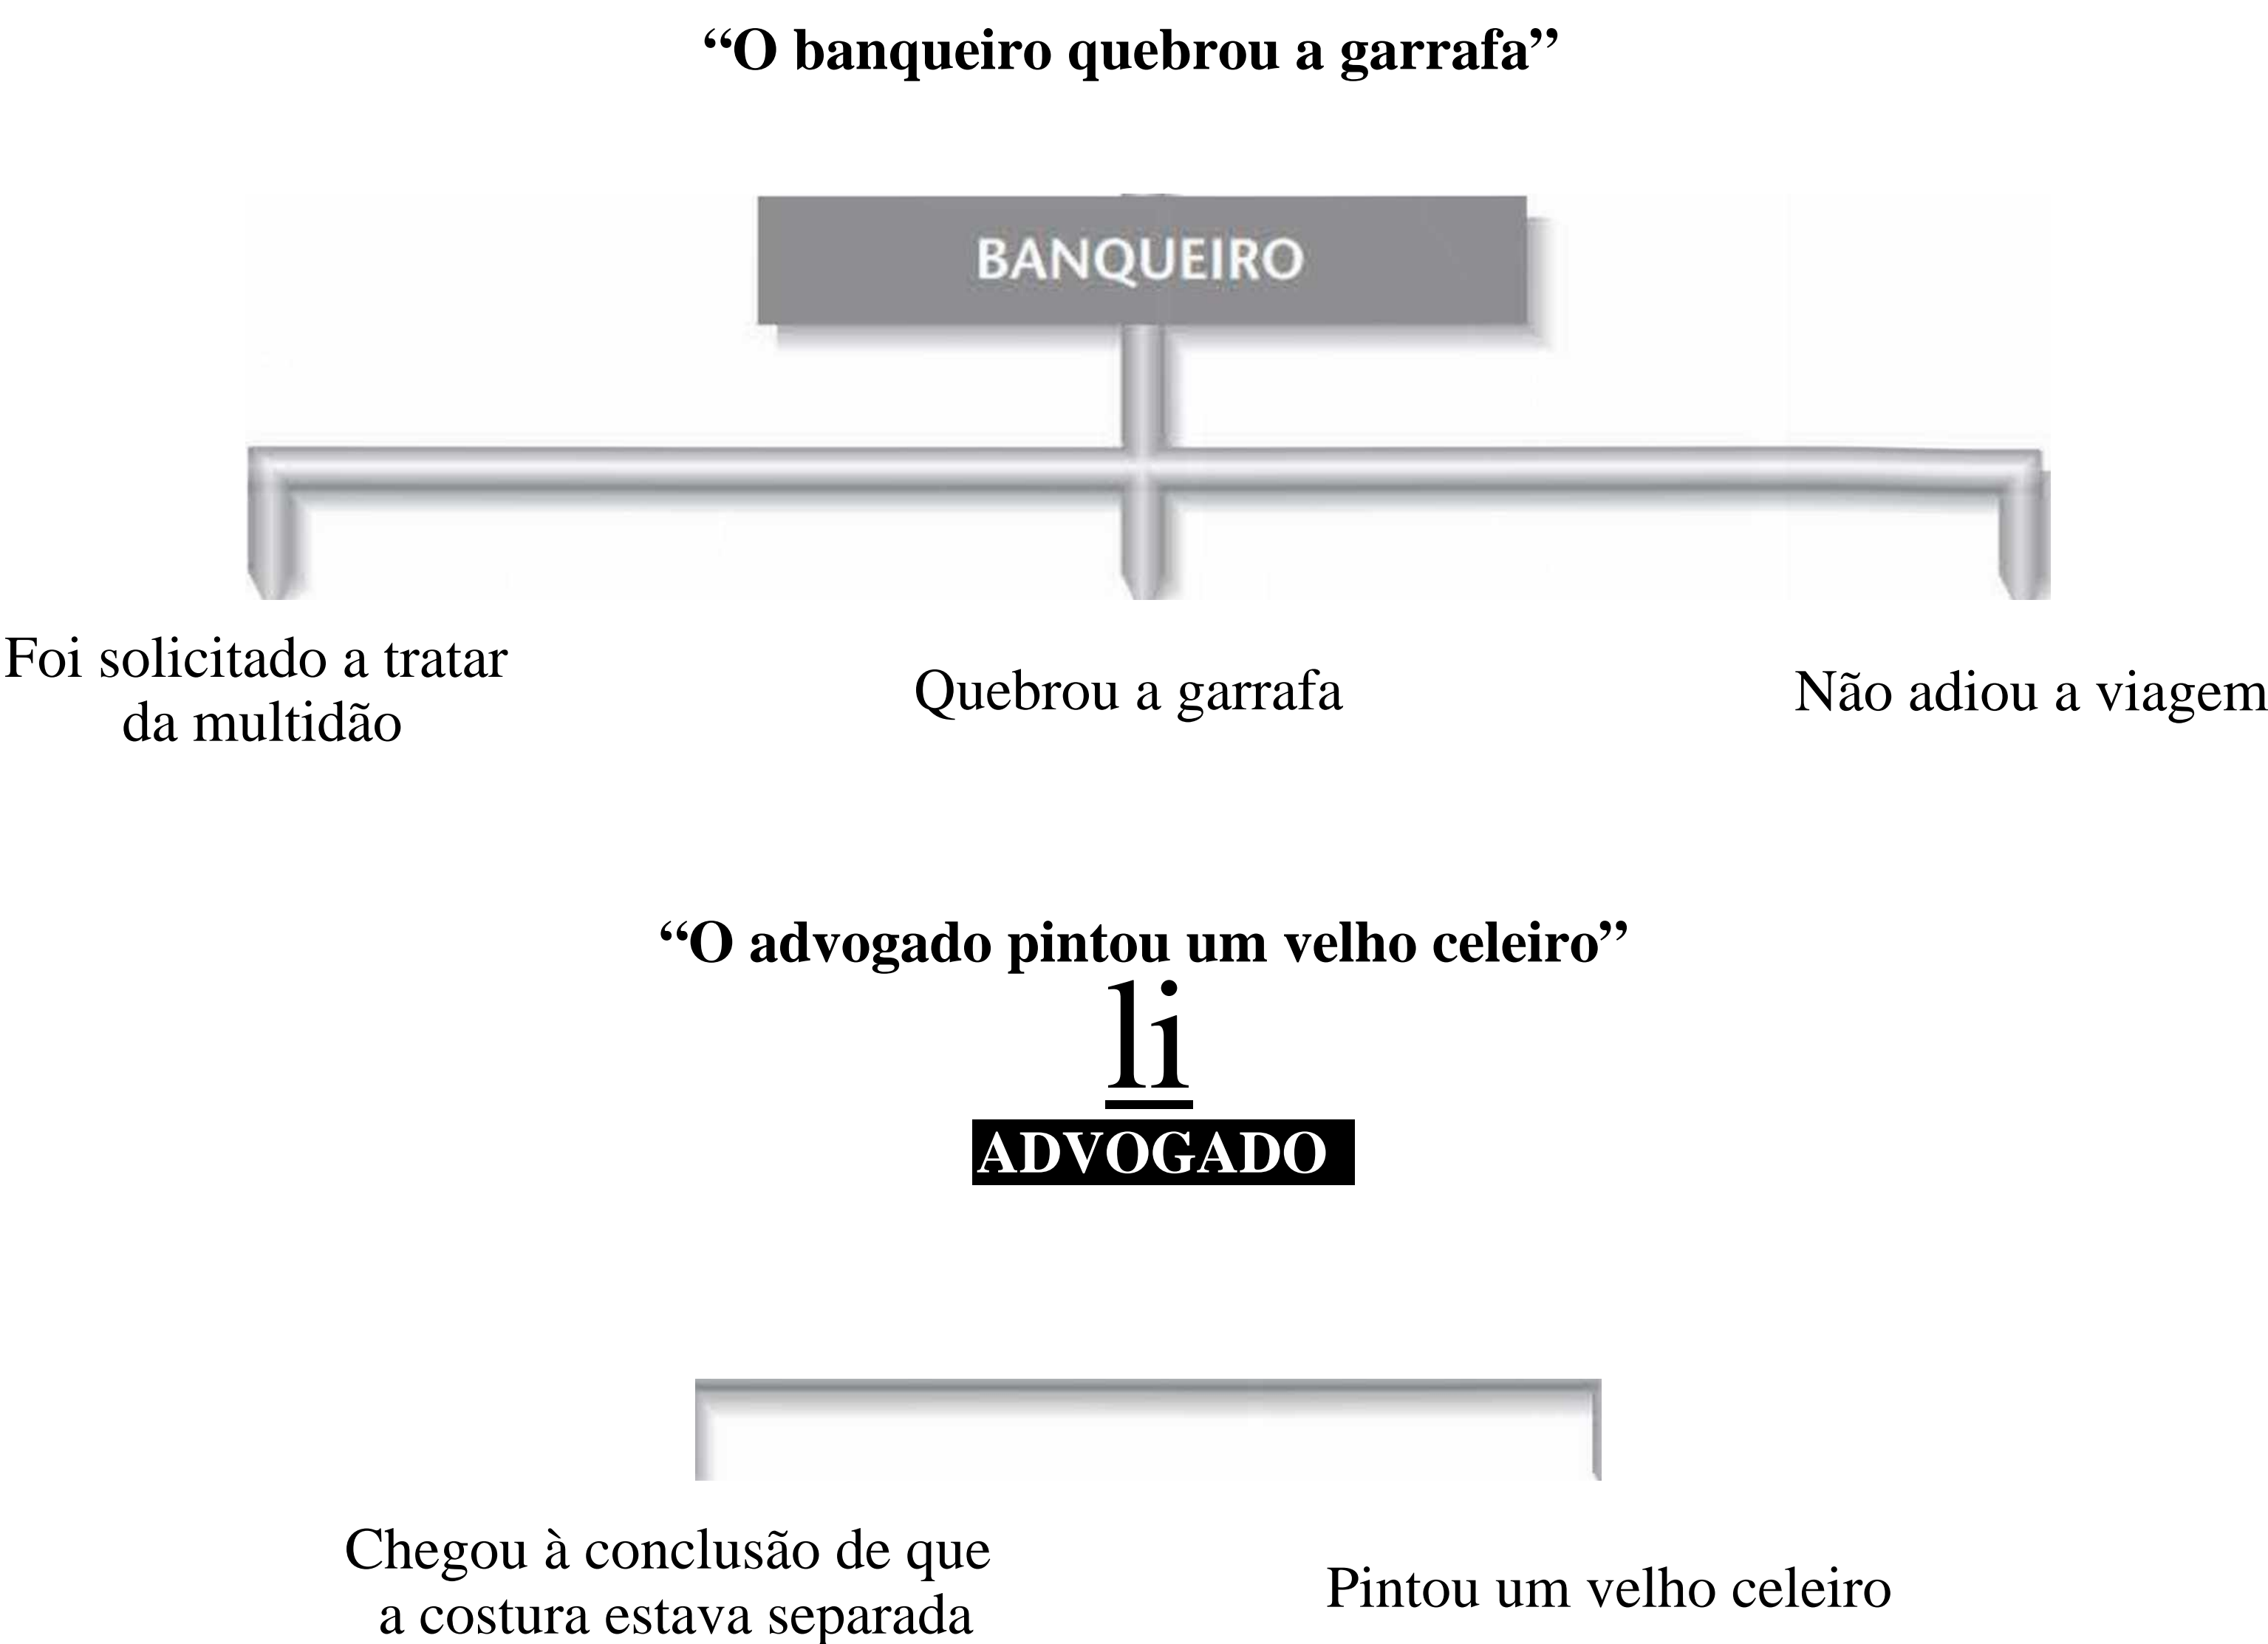 “O banqueiro quebrou a garrafa”
BANQUEIRO
Foi solicitado a tratar
da multidão
Quebrou a garrafa
Não adiou a viagem
“O advogado pintou um velho celeiro”
li
ADVOGADO
Chegou à conclusão de que
a costura estava separada
Pintou um velho celeiro